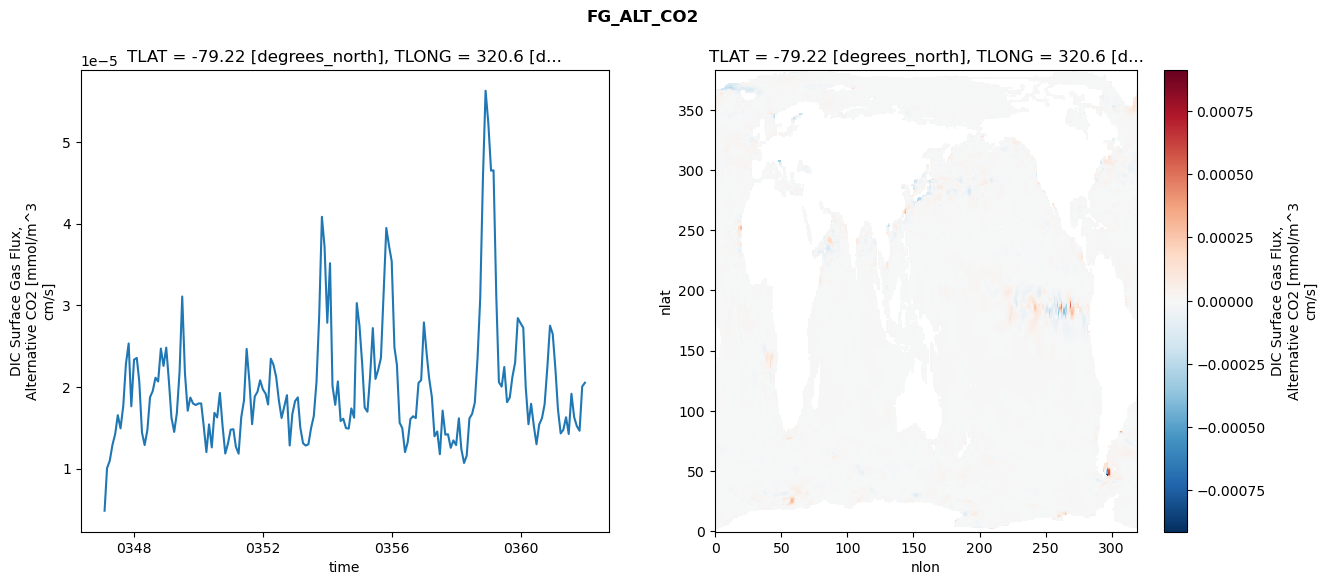 FG_ALT_CO2
TLAT = -79.22 [degrees_north], TLONG = 320.6 [d...
1e−5
5
4
3
2
1
0348
0352
0356
0360
time
DIC Surface Gas Flux,
Alternative CO2 [mmol/m^3
cm/s]
TLAT = -79.22 [degrees_north], TLONG = 320.6 [d...
350
300
250
200
150
100
50
0
0
50
100
150
200
250
300
nlon
nlat
0.00075
0.00050
0.00025
0.00000
−0.00025
−0.00050
−0.00075
DIC Surface Gas Flux,
Alternative CO2 [mmol/m^3
cm/s]